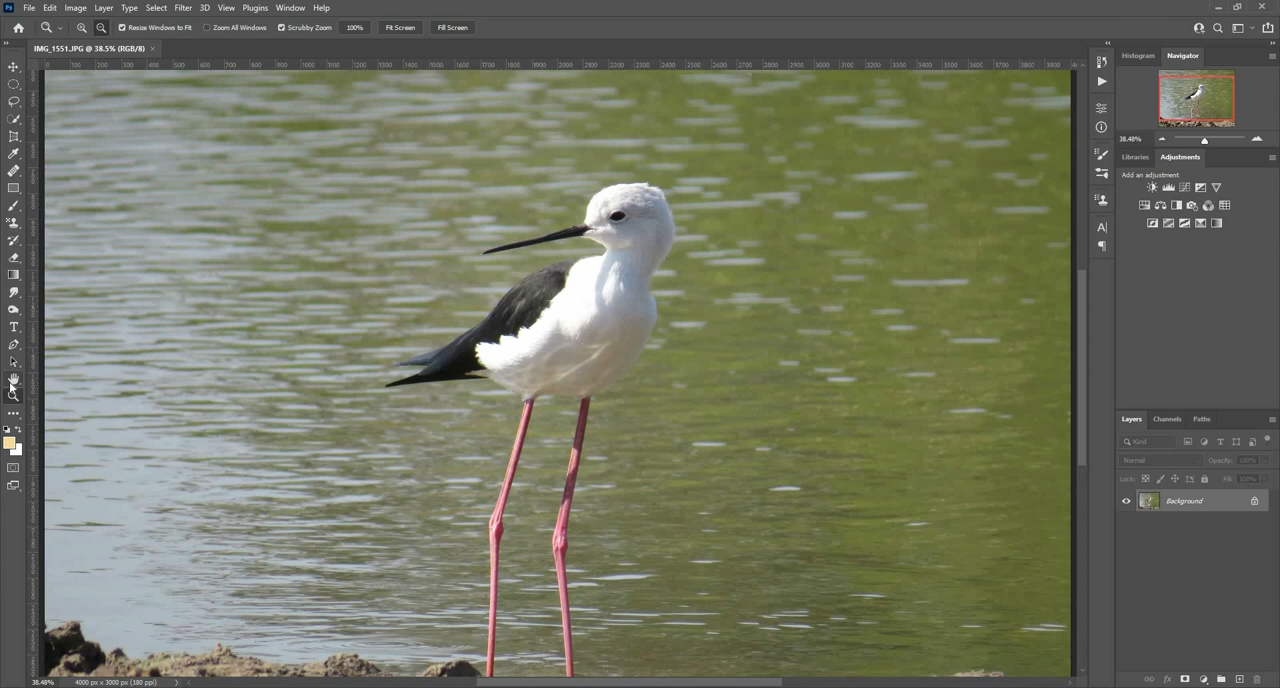 Ps File Edit Image Layer Type Select Filter 3D View Plugins Window Help
Resize Windows to Fit Zoom All Windows Scrubby Zoom 100% Fit Screen Fill Screen
IMG_1551.JPG @ 38.5% (RGB/8) ×
Histogram Navigator
38.48%
Libraries Adjustments
Add an adjustment
A
Layers Channels Paths
Kind
Normal Opacity: 100%
Lock: Fill: 100%
Background
T
38.48% 4000 px x 3000 px (180 ppi)